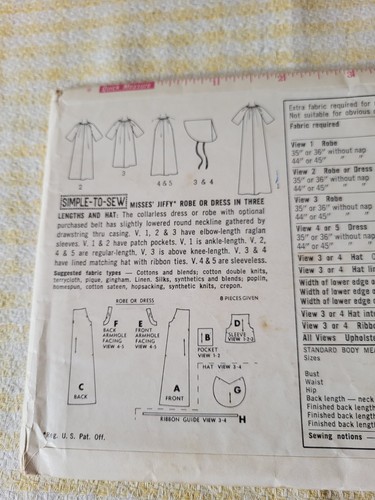 Quick Measure
2
3
4 & 5
3 & 4
SIMPLE-TO-SEW MISSES' JIFFY® ROBE OR DRESS IN THREE
LENGTHS AND HAT: The collarless dress or robe with optional
purchased belt has slightly lowered round neckline gathered by
drawstring thru casing. V. 1, 2 & 3 have elbow-length raglan
sleeves. V. 1 & 2 have patch pockets. V. 1 is ankle-length, V. 2,
4 & 5 are regular-length, V. 3 is above knee-length. V. 3 & 4
have lined matching hat with ribbon ties. V. 4 & 5 are sleeveless.
Suggested fabric types - Cottons and blends; cotton double knits,
terrycloth, pique, gingham. Linen. Silks, synthetics and blends; poplin,
homespun, cotton sateen, hopsacking, synthetic knits, crepon.
ROBE OR DRESS
8 PIECES GIVEN
F
BACK
ARMHOLE
FACING
VIEW 4-5
FRONT
ARMHOLE
FACING
VIEW 4-5
C
BACK
A
FRONT
B
POCKET
VIEW 1-2
D
SLEEVE
VIEW 1-2-3
HAT VIEW 3-4
G
RIBBON GUIDE VIEW 3-4
H
Reg. U. S. Pat. Off.
Extra fabric required for
Not suitable for obvious
Fabric required
View 1 Robe
35" or 36" without nap
44" or 45" " "
View 2 Robe or Dress
35" or 36" without nap
44" or 45" " "
View 3 Robe
35" or 36" without nap
44" or 45" " "
View 4 or 5 Dress
35" or 36" without nap
44" or 45" " "
View 3 or 4 Hat
View 3 or 4 Hat lin
Width of lower edge
Width of lower edge
Width of lower edge
View 3 or 4 Hat int
View 3 or 4 Ribbo
All Views Upholst
STANDARD BODY MEA
Sizes
Bust
Waist
Hip
Back length — neck
Finished back length
Finished back length
Finished back length
Sewing notions —